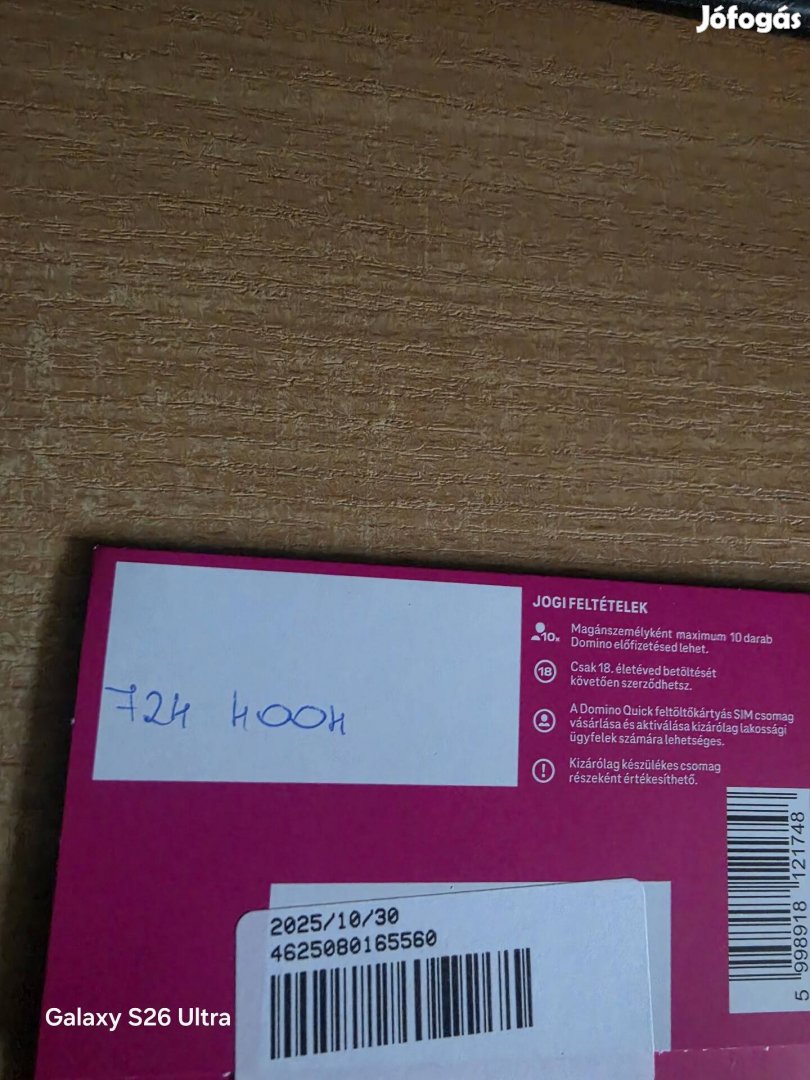 Jófogás
724 4004
JOGI FELTÉTELEK
10x
Magánszemélyként maximum 10 darab
Domino előfizetésed lehet.
18
Csak 18. életéved betöltését
követően szerződhetsz.
A Domino Quick feltöltőkártyás SIM csomag
vásárlása és aktiválása kizárólag lakossági
ügyfelek számára lehetséges.
Kizárólag készülékes csomag
részeként értékesíthető.
5 998918 121748
2025/10/30
4625080165560
Galaxy S26 Ultra